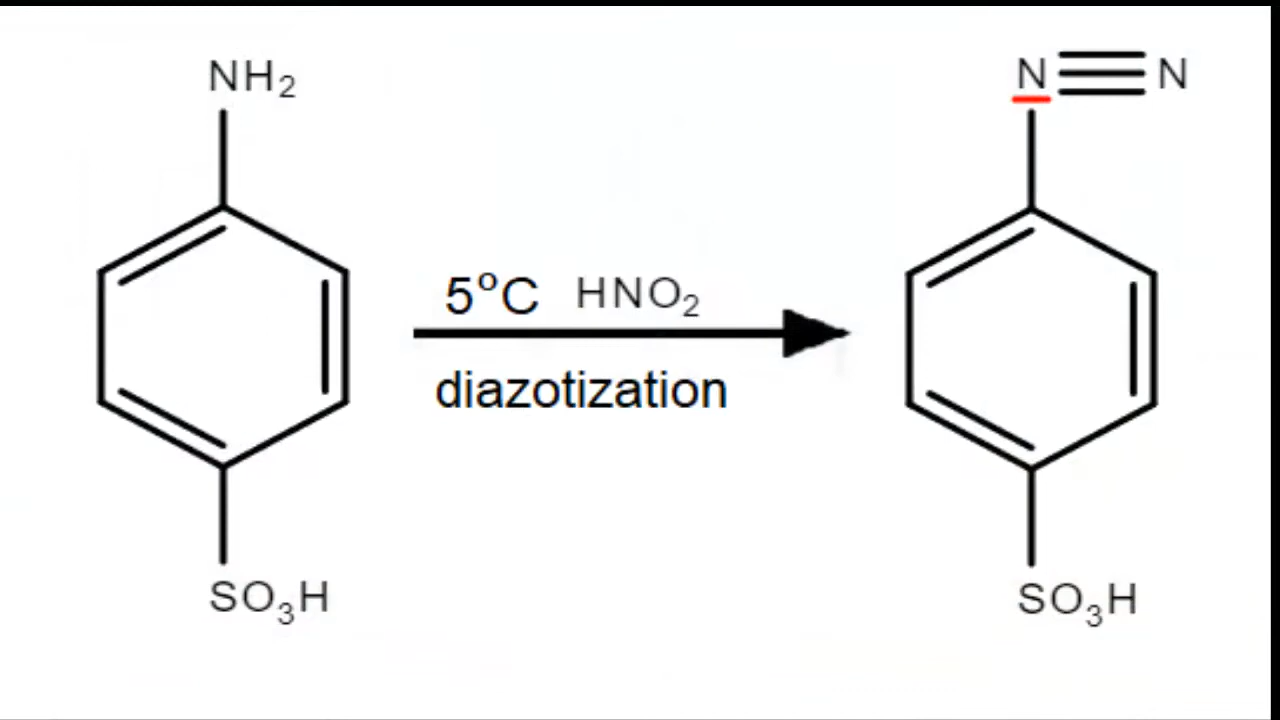 NH₂
N≡N
5°C HNO₂
diazotization
SO₃H
SO₃H